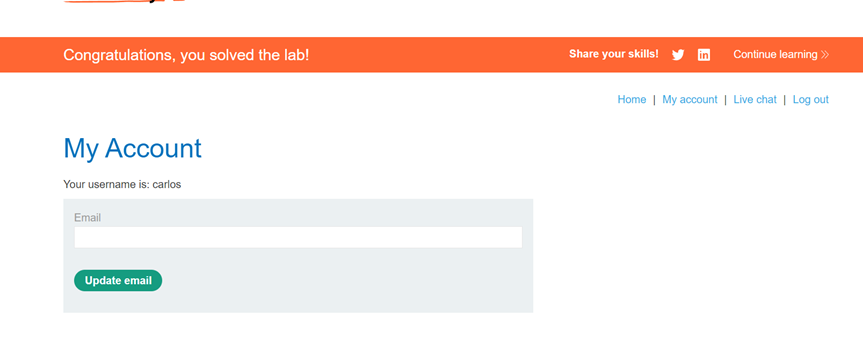 Congratulations, you solved the lab! Share your skills! Continue learning >>
Home | My account | Live chat | Log out
My Account
Your username is: carlos
Email
Update email